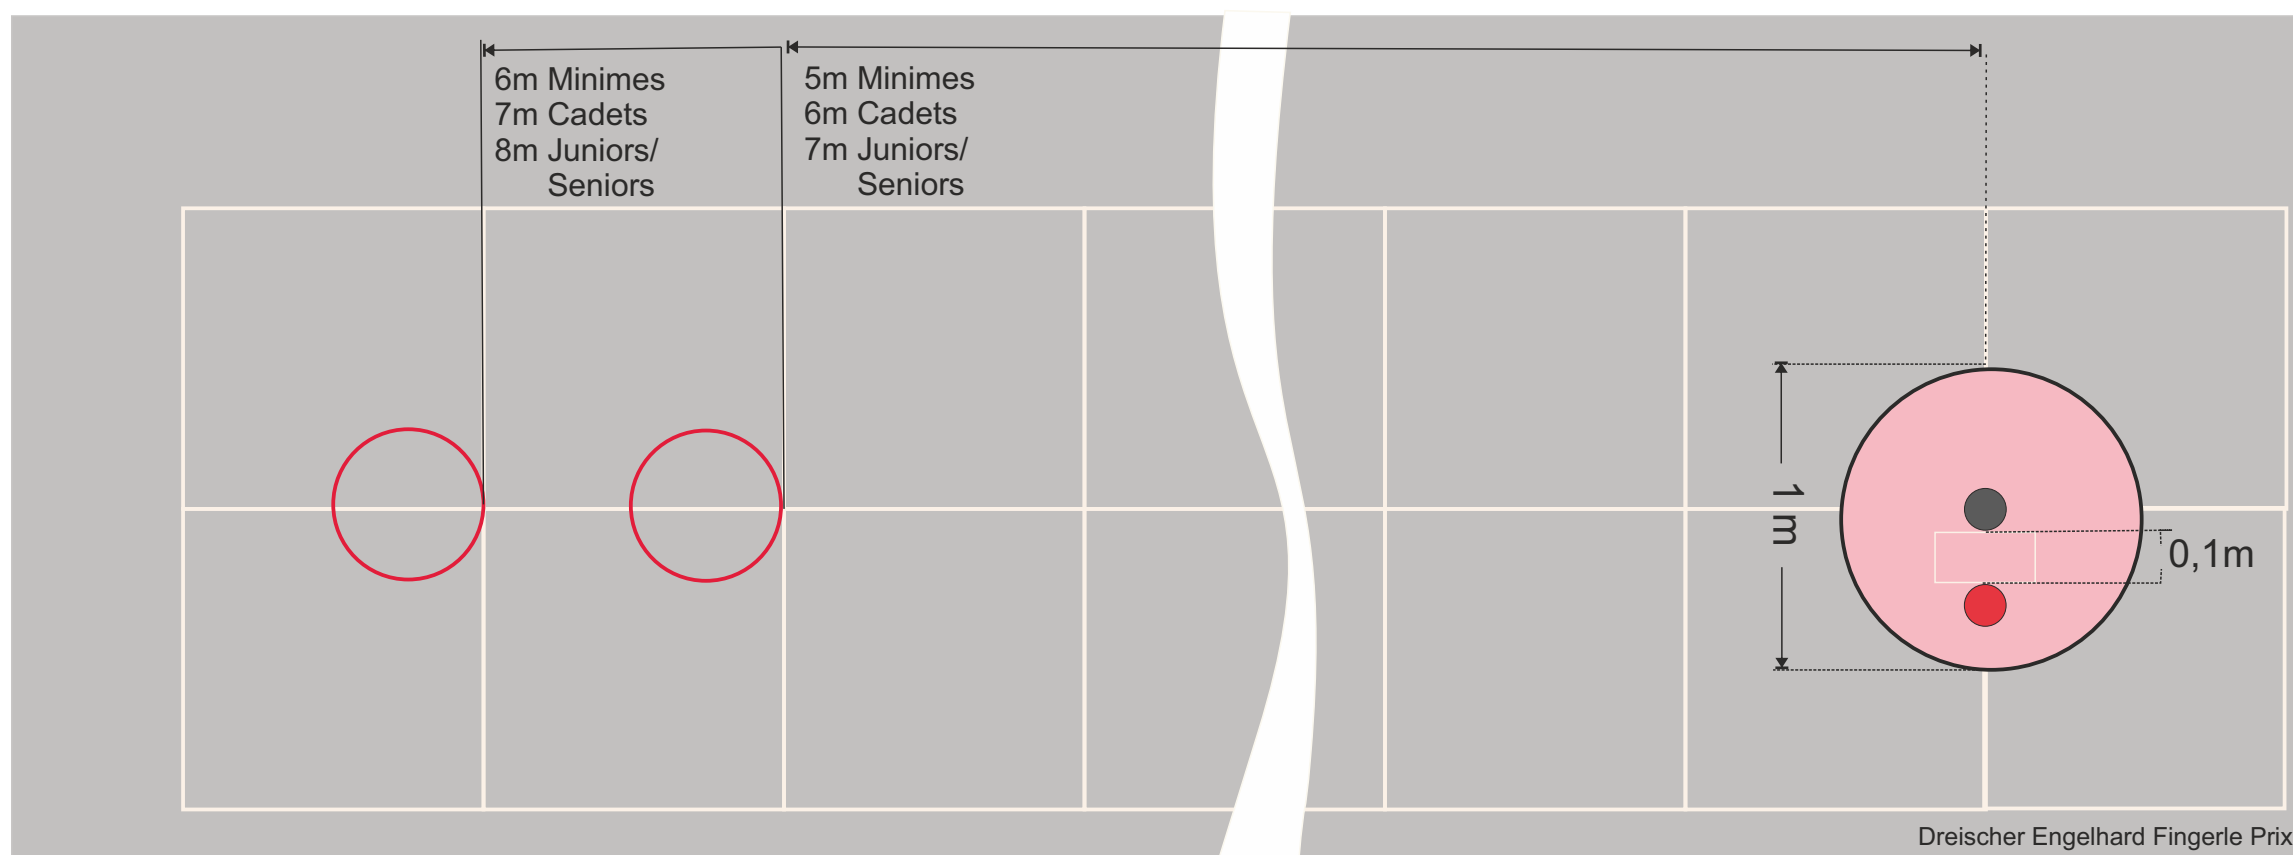 6m Minimes
7m Cadets
8m Juniors/
Seniors
5m Minimes
6m Cadets
7m Juniors/
Seniors
1 m
0,1m
Dreischer Engelhard Fingerle Prix